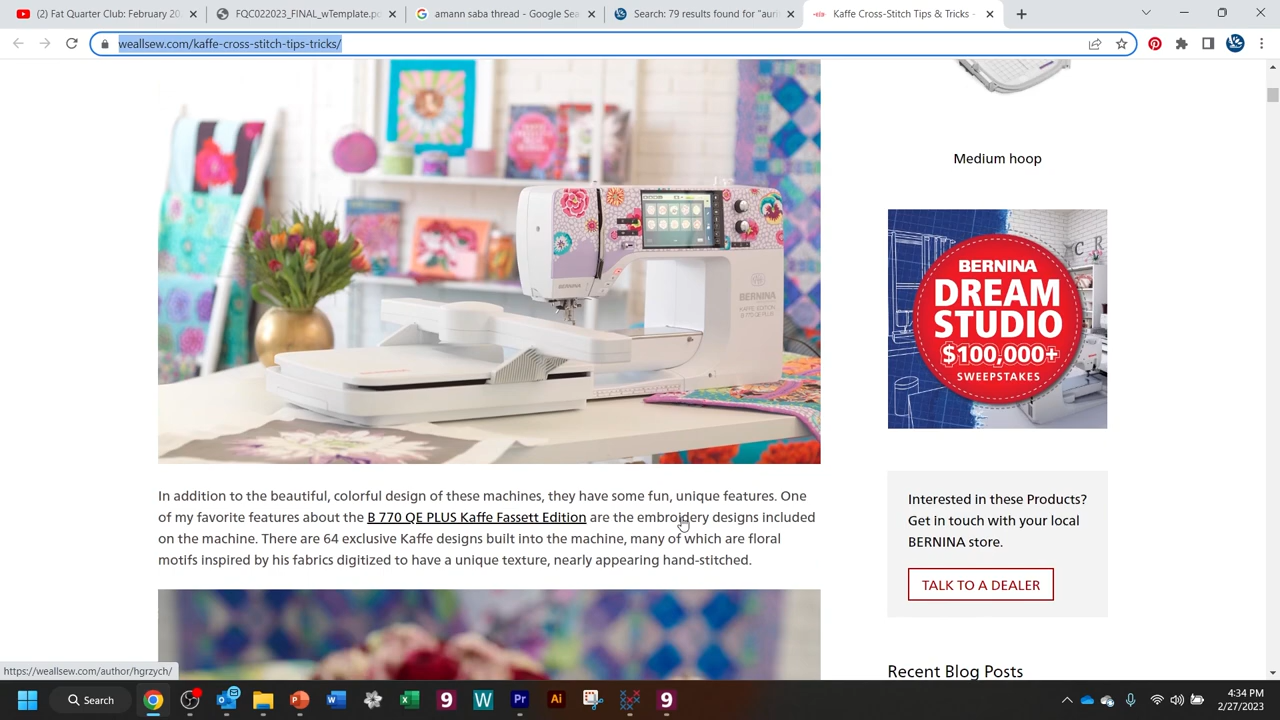 (2) Fat Quarter Club: February 20
FQC022023_FINAL_wTemplate.pd
amann saba thread - Google Sea
Search: 79 results found for "auri
Kaffe Cross-Stitch Tips & Tricks -
weallsew.com/kaffe-cross-stitch-tips-tricks/
Medium hoop
BERNINA
DREAM
STUDIO
$100,000+
SWEEPSTAKES
BERNINA
BERNINA
In addition to the beautiful, colorful design of these machines, they have some fun, unique features. One
of my favorite features about the B 770 QE PLUS Kaffe Fassett Edition are the embroidery designs included
on the machine. There are 64 exclusive Kaffe designs built into the machine, many of which are floral
motifs inspired by his fabrics digitized to have a unique texture, nearly appearing hand-stitched.
Interested in these Products?
Get in touch with your local
BERNINA store.
TALK TO A DEALER
Recent Blog Posts
https://weallsew.com/author/hgrzych/
Search
4:34 PM
2/27/2023